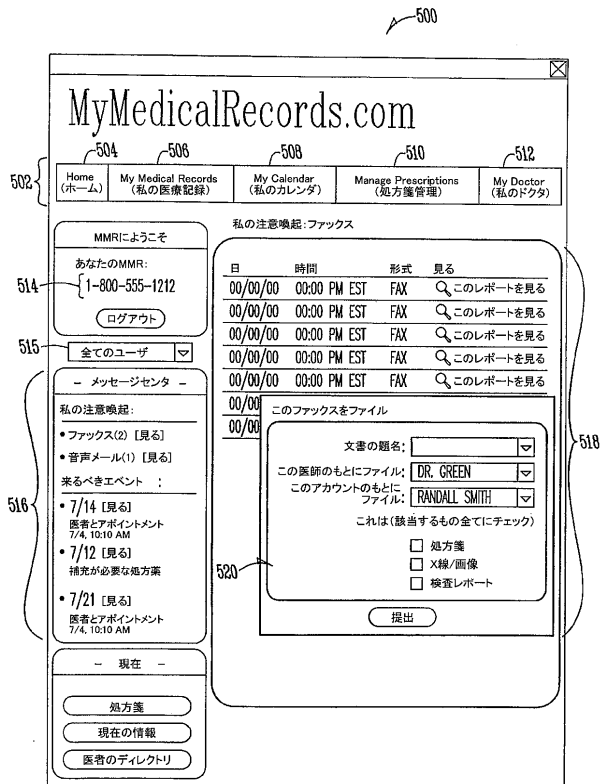 500
MyMedicalRecords.com
504
506
508
510
512
502
Home
(ホーム)
My Medical Records
(私の医療記録)
My Calendar
(私のカレンダ)
Manage Prescriptions
(処方箋管理)
My Doctor
(私のドクタ)
MMRにようこそ
あなたのMMR:
514
1-800-555-1212
ログアウト
515
全てのユーザ
516
– メッセージセンタ –
私の注意喚起:
•ファックス(2) [見る]
•音声メール(1) [見る]
来るべきエベント :
• 7/14 [見る]
医者とアポイントメント
7/4, 10:10 AM
• 7/12 [見る]
補充が必要な処方薬
• 7/21 [見る]
医者とアポイントメント
7/4, 10:10 AM
– 現在 –
処方箋
現在の情報
医者のディレクトリ
私の注意喚起:ファックス
518
日 時間 形式 見る
00/00/00 00:00 PM EST FAX このレポートを見る
00/00/00 00:00 PM EST FAX このレポートを見る
00/00/00 00:00 PM EST FAX このレポートを見る
00/00/00 00:00 PM EST FAX このレポートを見る
00/00/00 00:00 PM EST FAX このレポートを見る
00/00
00/00
このファックスをファイル
520
文書の題名:
この医師のもとにファイル: DR. GREEN
このアカウントのもとに
ファイル: RANDALL SMITH
これは(該当するもの全てにチェック)
処方箋
X線/画像
検査レポート
提出